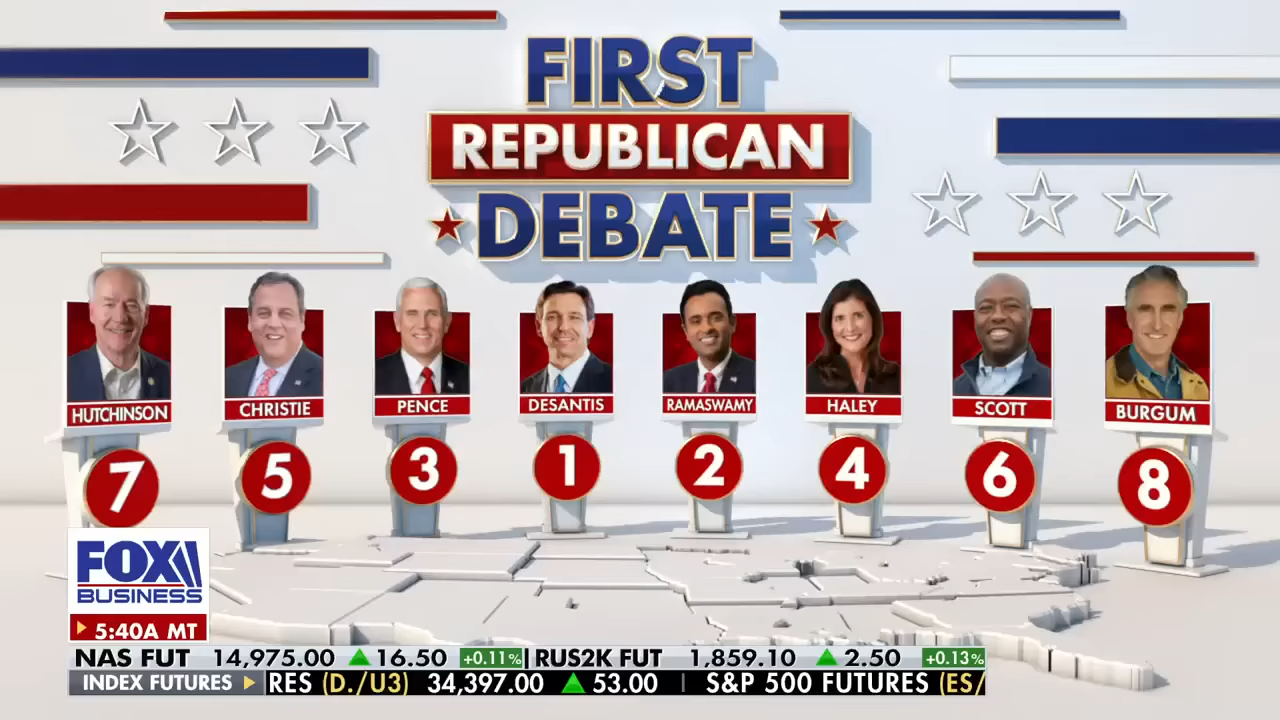 FIRST
REPUBLICAN
DEBATE
HUTCHINSON
CHRISTIE
PENCE
DESANTIS
RAMASWAMY
HALEY
SCOTT
BURGUM
7
5
3
1
2
4
6
8
FOX
BUSINESS
5:40A MT
NAS FUT 14,975.00 ▲ 16.50 +0.11% RUS2K FUT 1,859.10 ▲ 2.50 +0.13%
INDEX FUTURES RES (D./U3) 34,397.00 ▲ 53.00 | S&P 500 FUTURES (ES/